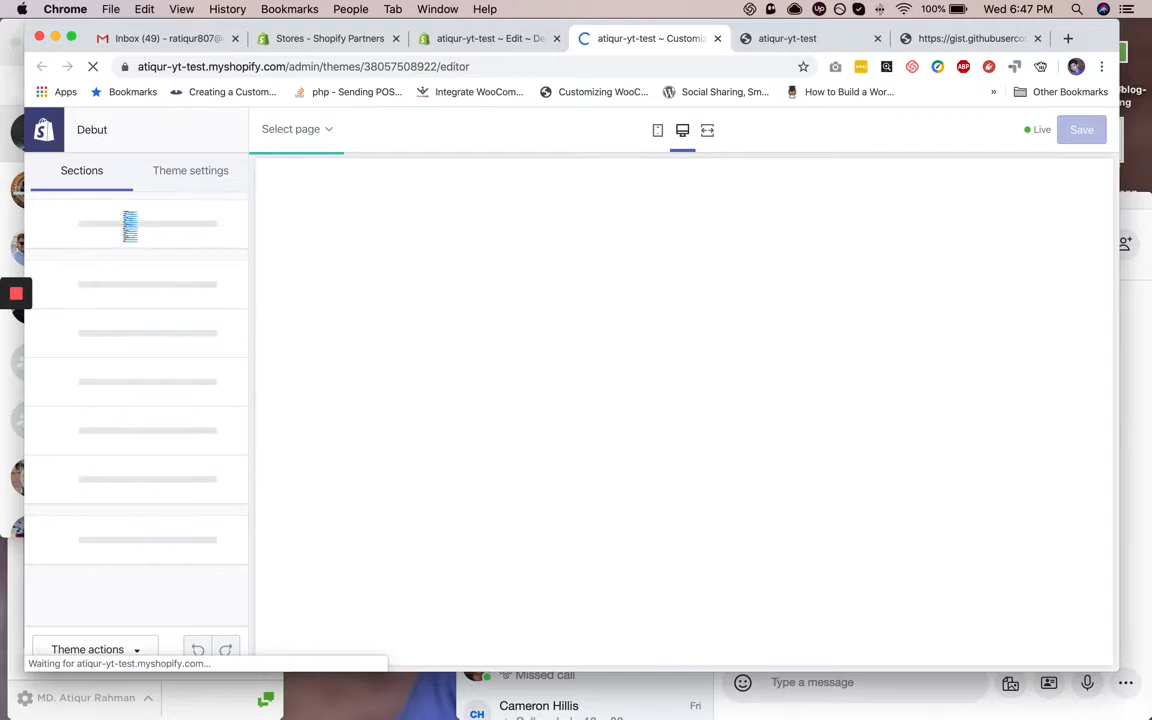 Chrome File Edit View History Bookmarks People Tab Window Help 100% Wed 6:47 PM
Inbox (49) - ratiqur807@ Stores - Shopify Partners atiqur-yt-test ~ Edit ~ De atiqur-yt-test ~ Customiz atiqur-yt-test https://gist.githubuserco
atiqur-yt-test.myshopify.com/admin/themes/38057508922/editor
Apps Bookmarks Creating a Custom... php - Sending POS... Integrate WooCom... Customizing WooC... Social Sharing, Sm... How to Build a Wor... » Other Bookmarks
Debut Select page Live Save
Sections Theme settings
Theme actions
Waiting for atiqur-yt-test.myshopify.com...
MD. Atiqur Rahman
Missed call
Type a message
CH Cameron Hillis Fri
blog-
ng